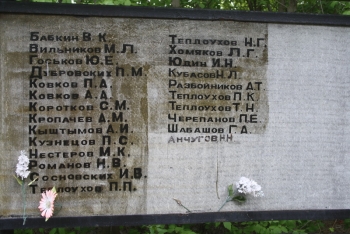 Бабкин В.К.
Вильников М.Л.
Госьков Ю.Е.
Дубровских П.М
Ковков П.А.
Ковков А.А.
Коротков С.М.
Кропачев А.М.
Кыштымов А.И.
Кузнецов П.С.
Нестеров М.К.
Романов И.В.
Сосновских И.В
Теплоухов П.П.
Теплоухов Н.Г.
Хомяков Л.Г.
Юдин И.Н
Кубасов Н.Л
Разбойников Д.Т.
Теплоухов П.К
Теплоухов Т.Н
Черепанов П.Е
Шабашов Г.А.
Анчугов Н Н